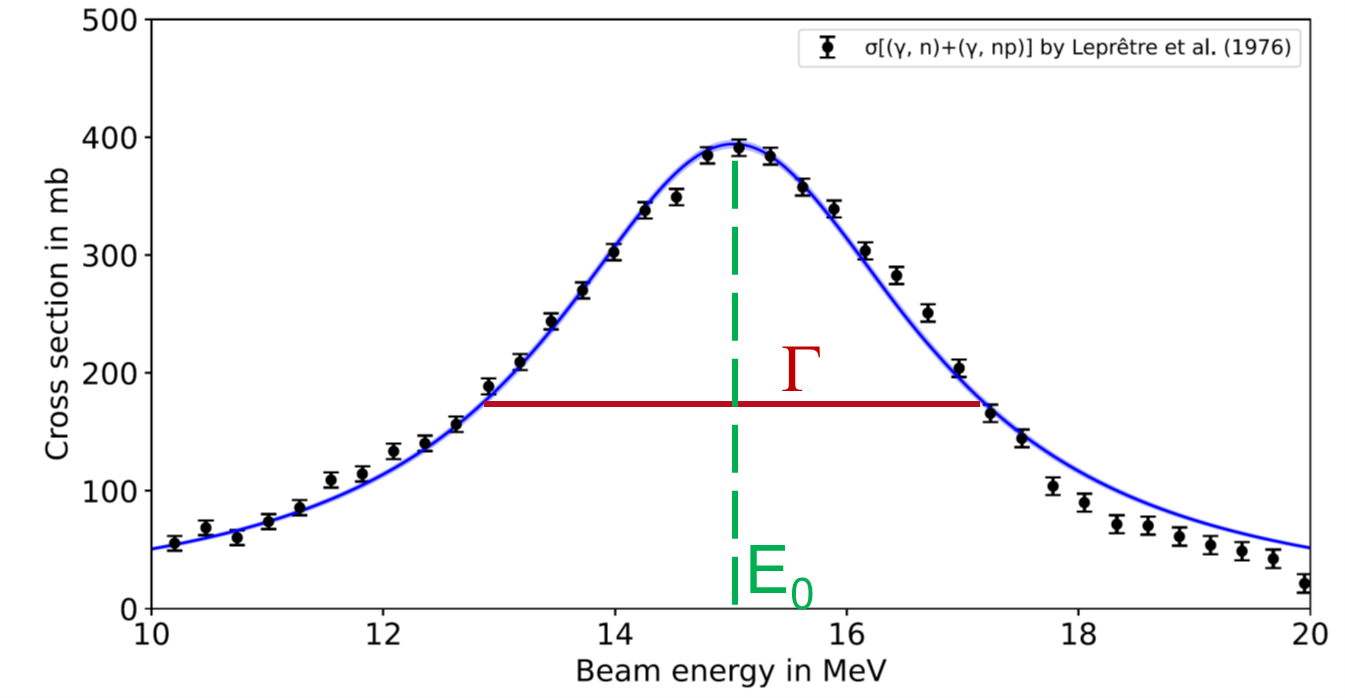 500
400
300
200
100
0
Cross section in mb
σ[(γ, n)+(γ, np)] by Leprêtre et al. (1976)
Γ
E₀
10 12 14 16 18 20
Beam energy in MeV